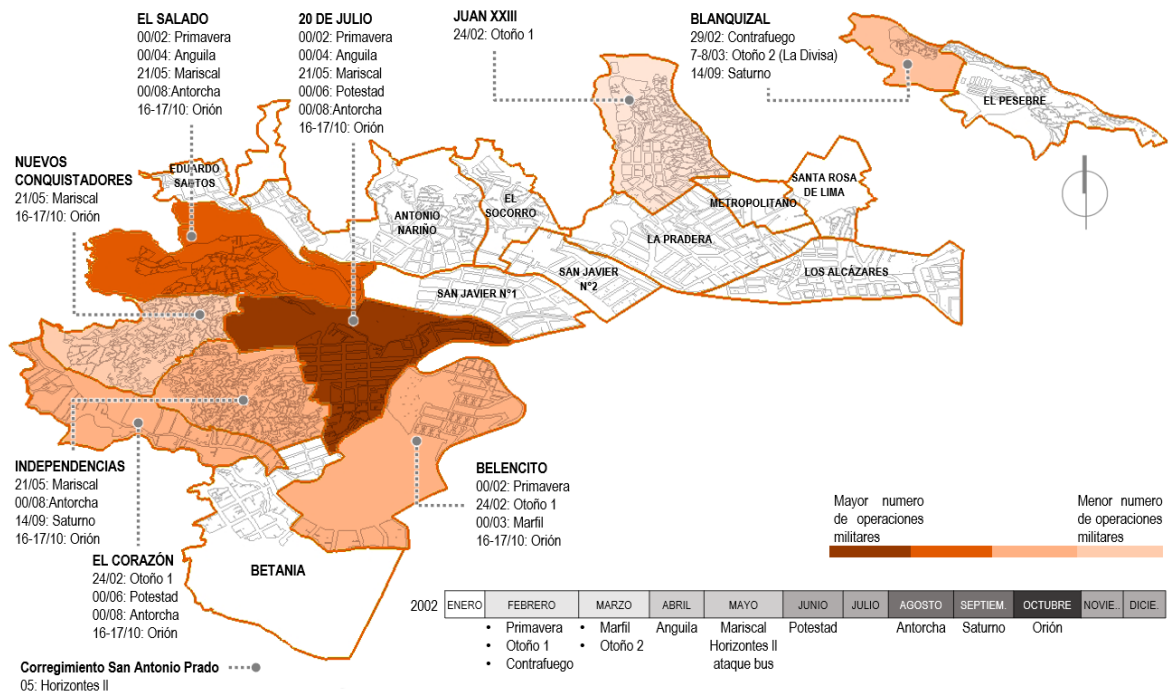 EL SALADO
00/02: Primavera
00/04: Anguila
21/05: Mariscal
00/08:Antorcha
16-17/10: Orión
20 DE JULIO
00/02: Primavera
00/04: Anguila
21/05: Mariscal
00/06: Potestad
00/08:Antorcha
16-17/10: Orión
JUAN XXIII
24/02: Otoño 1
BLANQUIZAL
29/02: Contrafuego
7-8/03: Otoño 2 (La Divisa)
14/09: Saturno
EL PESEBRE
NUEVOS
CONQUISTADORES
21/05: Mariscal
16-17/10: Orión
EDUARDO
SANTOS
ANTONIO
NARIÑO
EL
SOCORRO
SANTA ROSA
DE LIMA
METROPOLITANO
LA PRADERA
SAN JAVIER
N°2
LOS ALCÁZARES
SAN JAVIER N°1
INDEPENDENCIAS
21/05: Mariscal
00/08:Antorcha
14/09: Saturno
16-17/10: Orión
BELENCITO
00/02: Primavera
24/02: Otoño 1
00/03: Marfil
16-17/10: Orión
EL CORAZÓN
24/02: Otoño 1
00/06: Potestad
00/08: Antorcha
16-17/10: Orión
BETANIA
Mayor numero
de operaciones
militares
Menor numero
de operaciones
militares
2002 ENERO FEBRERO MARZO ABRIL MAYO JUNIO JULIO AGOSTO SEPTIEM. OCTUBRE NOVIE.. DICIE.
• Primavera • Marfil Anguila Mariscal Potestad Antorcha Saturno Orión
• Otoño 1 • Otoño 2 Horizontes II
• Contrafuego ataque bus
Corregimiento San Antonio Prado
05: Horizontes II